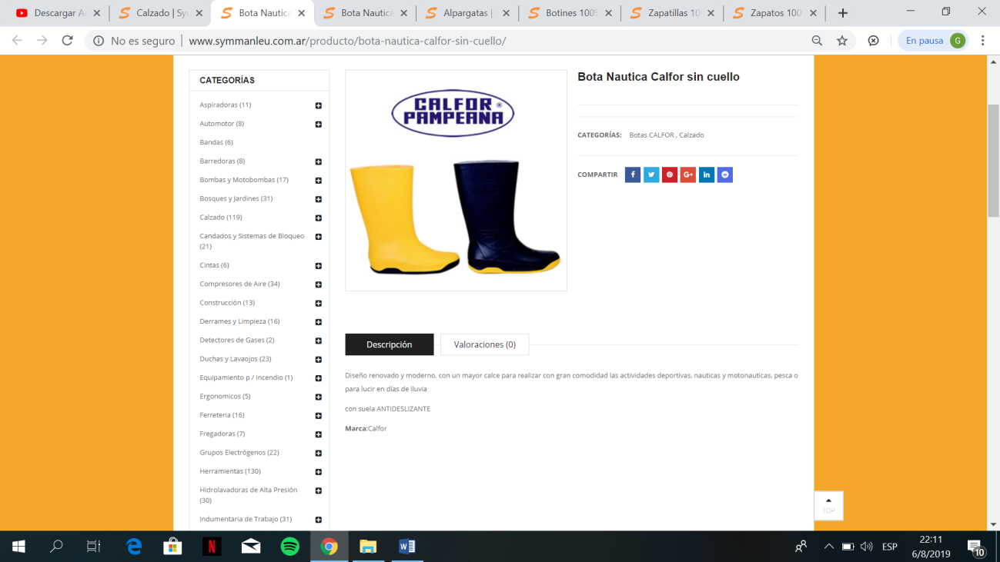 Descargar A
Calzado | Sy
Bota Nautica
Bota Nautica
Alpargatas |
Botines 100%
Zapatillas 10
Zapatos 100%
No es seguro | www.symmanleu.com.ar/producto/bota-nautica-calfor-sin-cuello/
En pausa G
CATEGORÍAS
Aspiradoras (11)
Automotor (8)
Bandas (6)
Barredoras (8)
Bombas y Motobombas (17)
Bosques y Jardines (31)
Calzado (119)
Candados y Sistemas de Bloqueo
(21)
Cintas (6)
Compresores de Aire (34)
Construcción (13)
Derrames y Limpieza (16)
Detectores de Gases (2)
Duchas y Lavaojos (23)
Equipamiento p / Incendio (1)
Ergonomicos (5)
Ferreteria (16)
Fregadoras (7)
Grupos Electrógenos (22)
Herramientas (130)
Hidrolavadoras de Alta Presión
(30)
Indumentaria de Trabajo (31)
CALFOR ®
PAMPEANA
Bota Nautica Calfor sin cuello
CATEGORÍAS: Botas CALFOR , Calzado
COMPARTIR
Descripción
Valoraciones (0)
Diseño renovado y moderno, con un mayor calce para realizar con gran comodidad las actividades deportivas, nauticas y motonauticas, pesca o
para lucir en días de lluvia
con suela ANTIDESLIZANTE
Marca:Calfor
TOP
ESP
22:11
6/8/2019
10